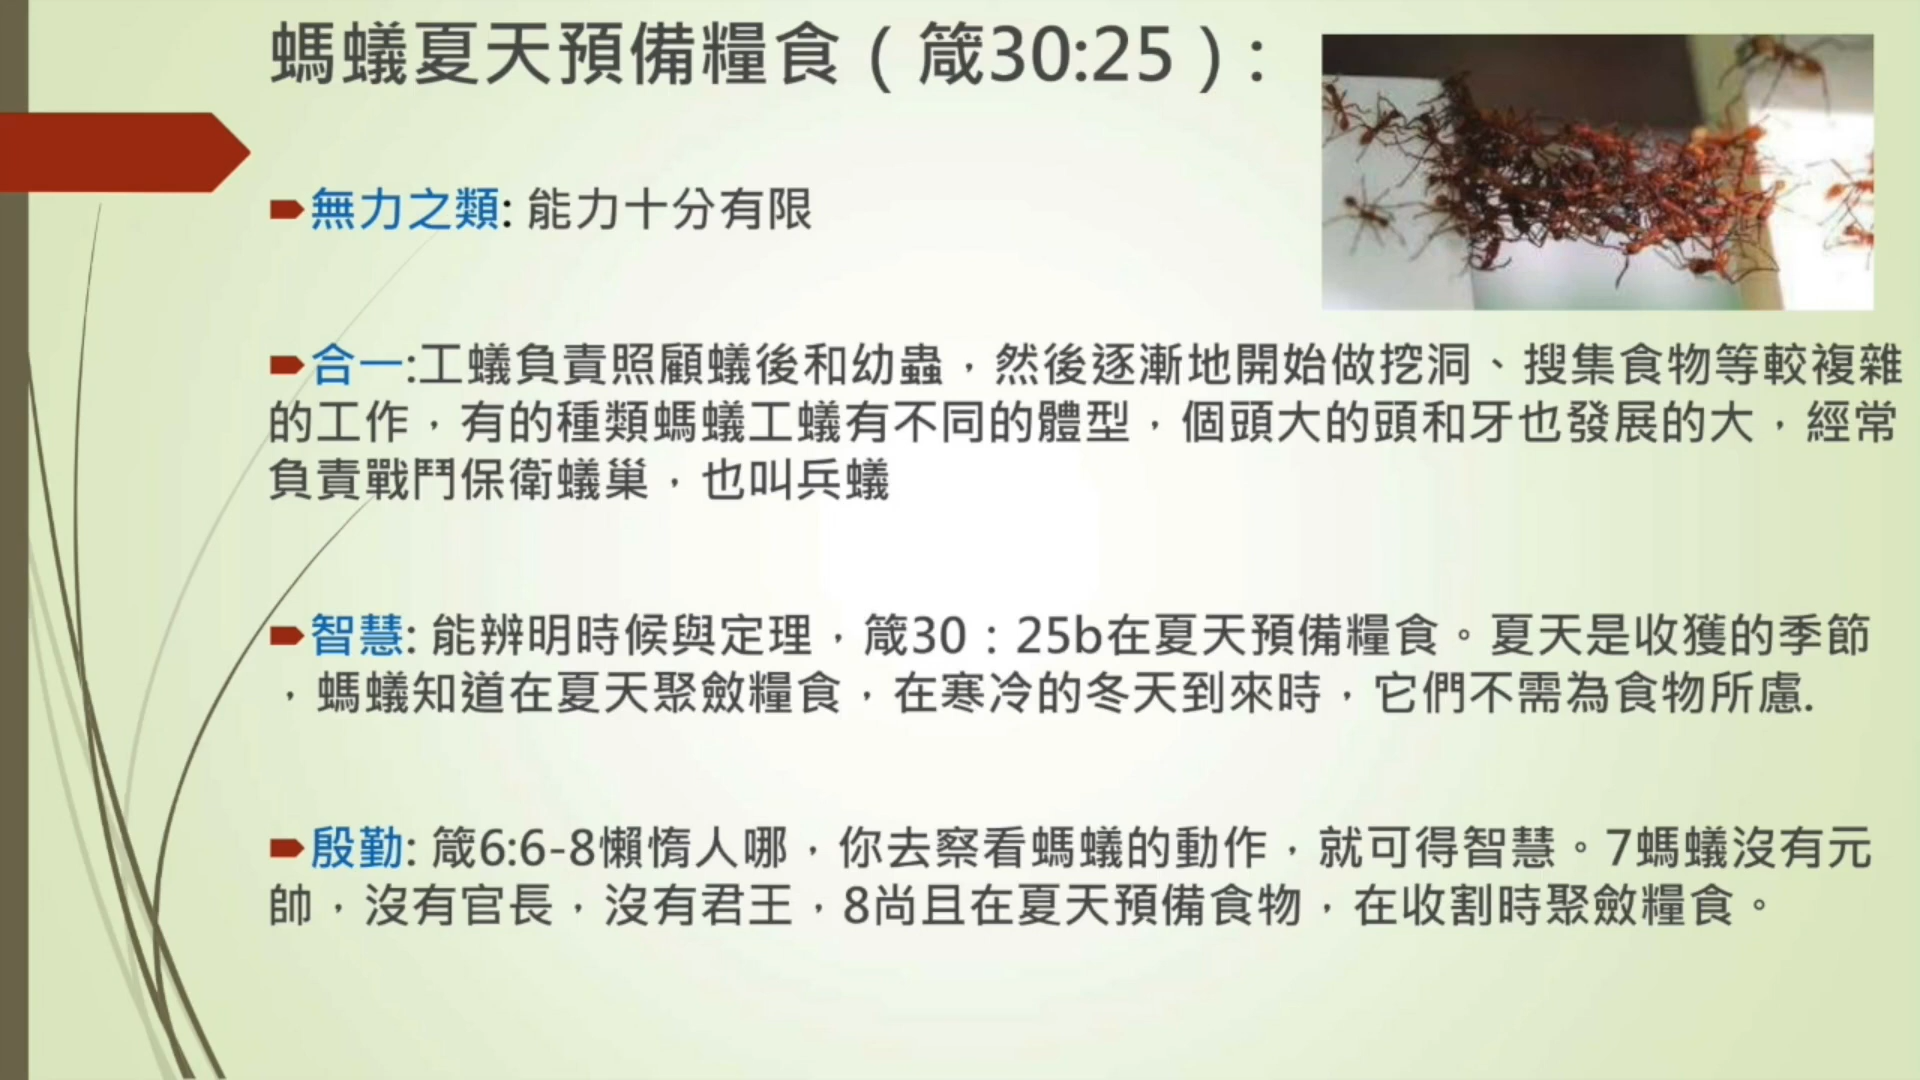 螞蟻夏天預備糧食（箴30:25）:
無力之類: 能力十分有限
合一:工蟻負責照顧蟻後和幼蟲，然後逐漸地開始做挖洞、搜集食物等較複雜
的工作，有的種類螞蟻工蟻有不同的體型，個頭大的頭和牙也發展的大，經常
負責戰鬥保衛蟻巢，也叫兵蟻
智慧: 能辨明時候與定理，箴30：25b在夏天預備糧食。夏天是收獲的季節
，螞蟻知道在夏天聚斂糧食，在寒冷的冬天到來時，它們不需為食物所慮.
殷勤: 箴6:6-8懶惰人哪，你去察看螞蟻的動作，就可得智慧。7螞蟻沒有元
帥，沒有官長，沒有君王，8尚且在夏天預備食物，在收割時聚斂糧食。